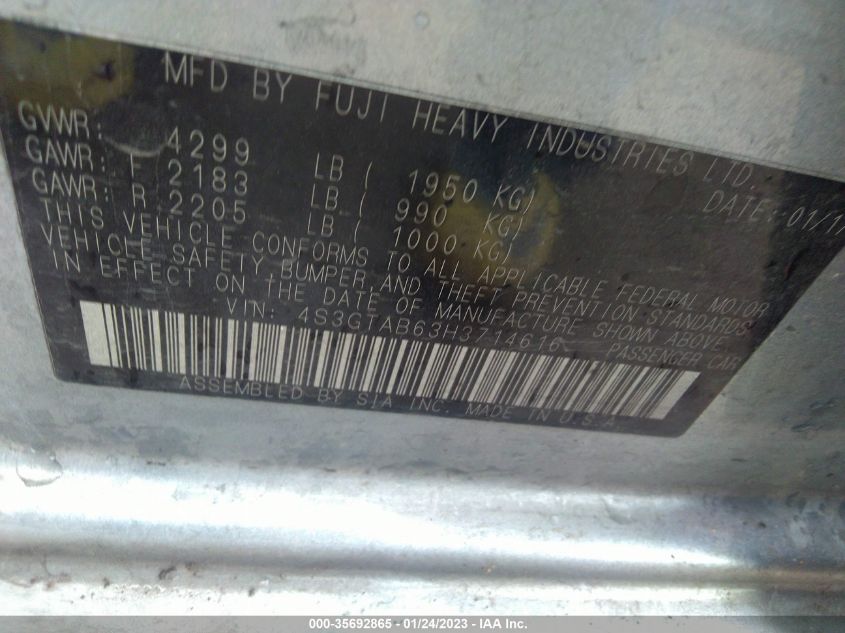 MFD BY FUJI HEAVY INDUSTRIES LTD.
DATE: 01/1
GVWR: 4299 LB ( 1950 KG)
GAWR: F 2183 LB ( 990 KG)
GAWR: R 2205 LB ( 1000 KG)
THIS VEHICLE CONFORMS TO ALL APPLICABLE FEDERAL MOTOR
VEHICLE SAFETY, BUMPER, AND THEFT PREVENTION STANDARDS
IN EFFECT ON THE DATE OF MANUFACTURE SHOWN ABOVE
VIN: 4S3GTAB63H3714616 PASSENGER CAR
ASSEMBLED BY SIA INC. MADE IN U.S.A.
000-35692865 - 01/24/2023 - IAA Inc.